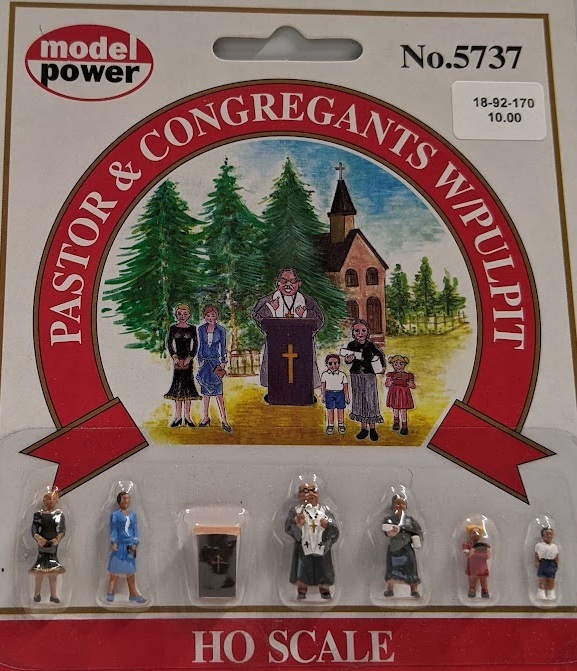 model
power
No.5737
18-92-170
10.00
PASTOR & CONGREGANTS W/PULPIT
HO SCALE